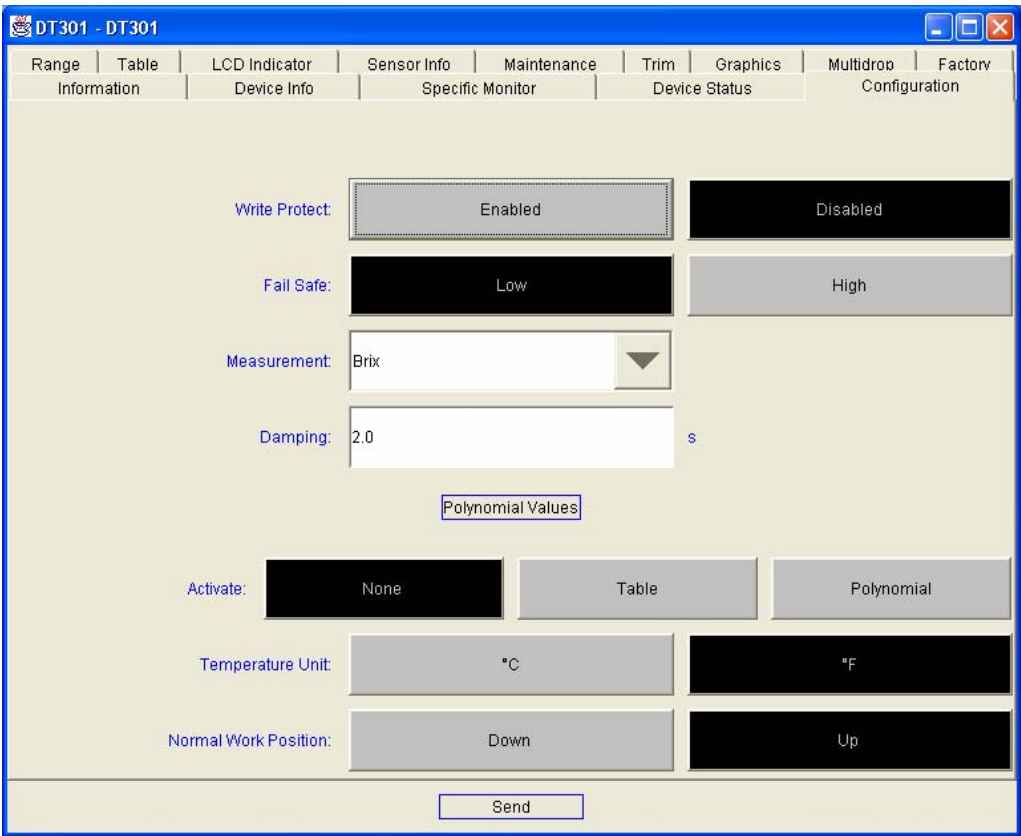 DT301 - DT301
Range Table LCD Indicator Sensor Info Maintenance Trim Graphics Multidrop Factory
Information Device Info Specific Monitor Device Status Configuration
Write Protect: Enabled Disabled
Fail Safe: Low High
Measurement: Brix
Damping: 2.0 s
Polynomial Values
Activate: None Table Polynomial
Temperature Unit: °C °F
Normal Work Position: Down Up
Send